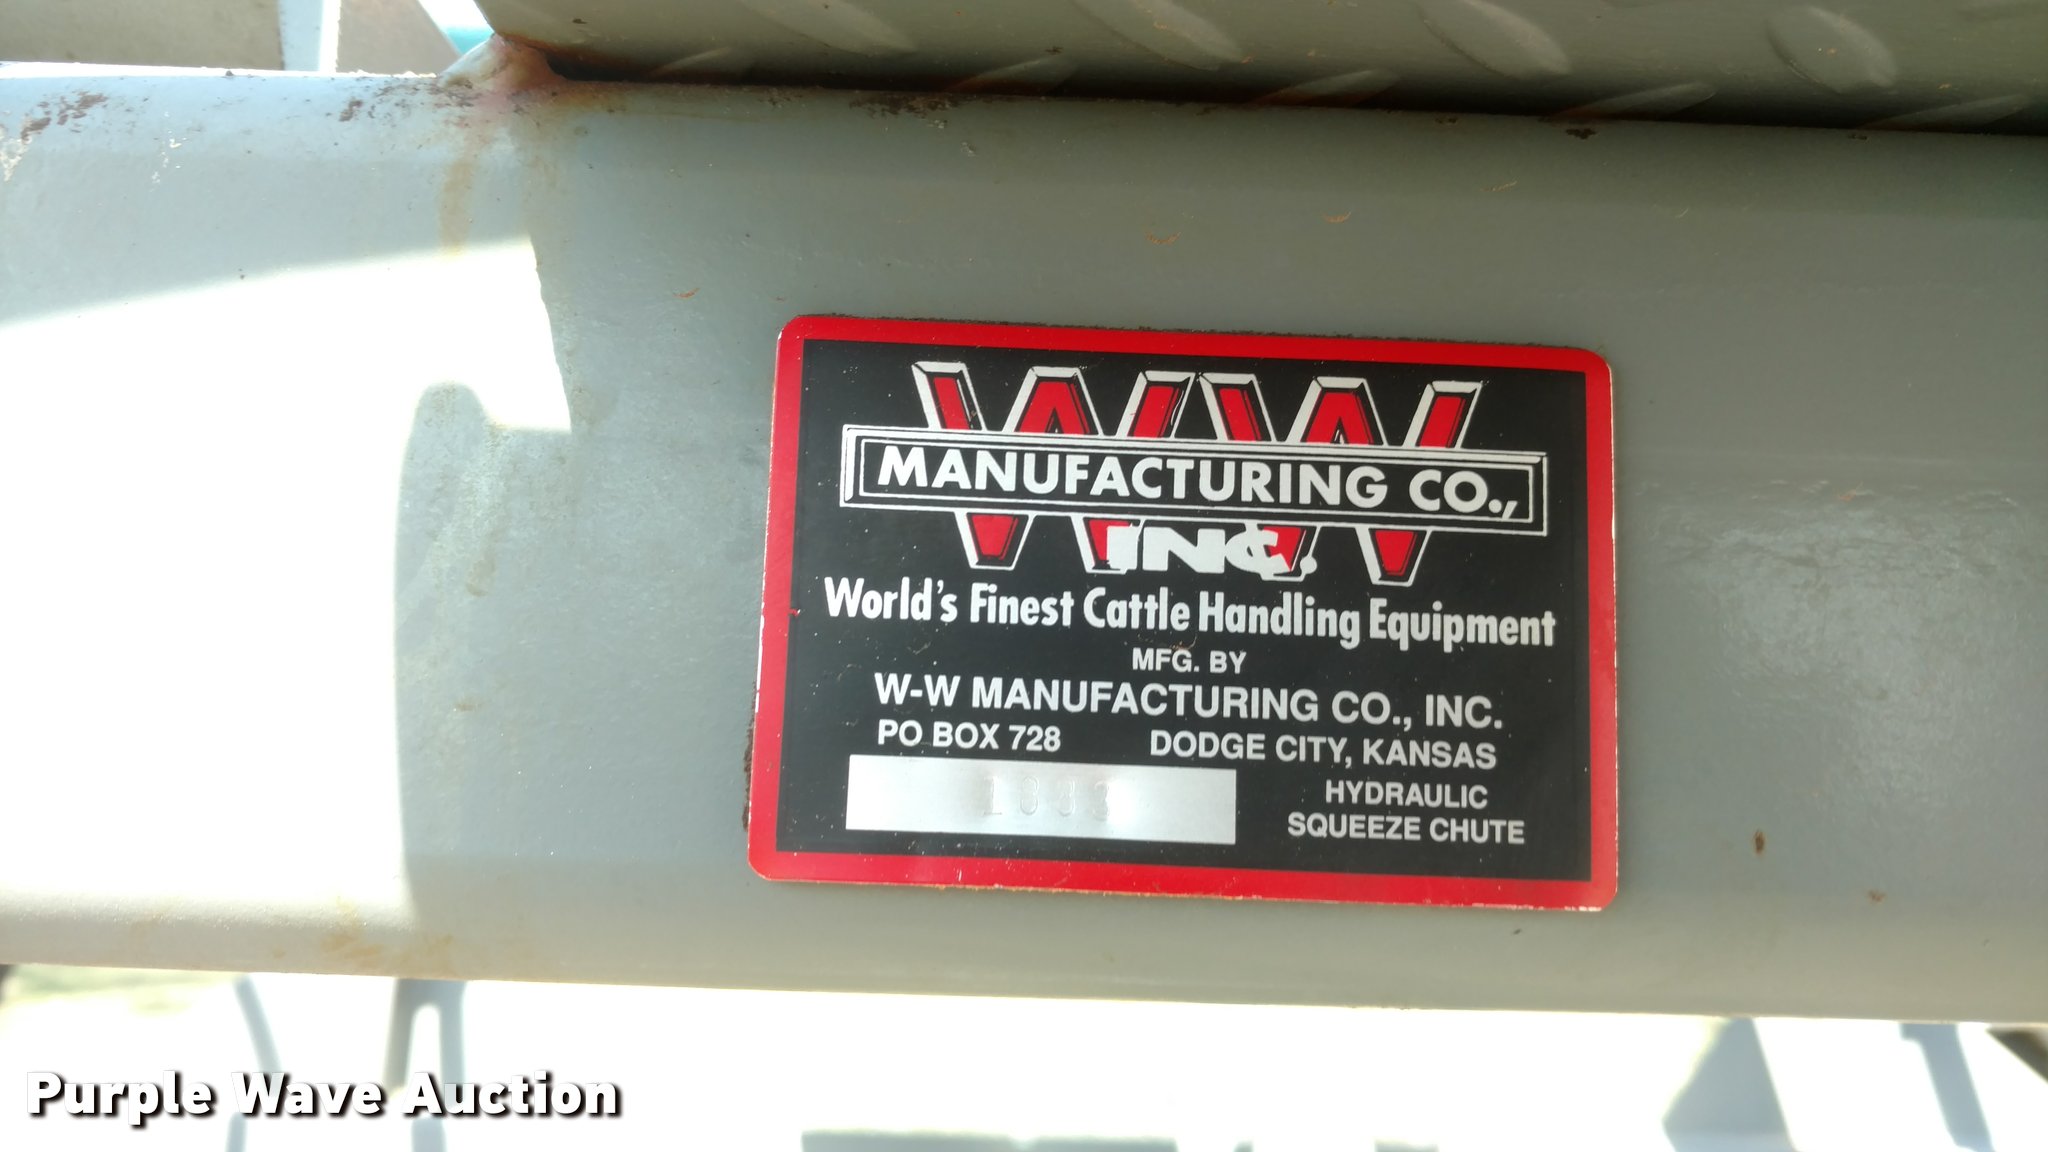 WW
MANUFACTURING CO.,
INC.
World's Finest Cattle Handling Equipment
MFG. BY
W-W MANUFACTURING CO., INC.
PO BOX 728 DODGE CITY, KANSAS
HYDRAULIC
SQUEEZE CHUTE
Purple Wave Auction